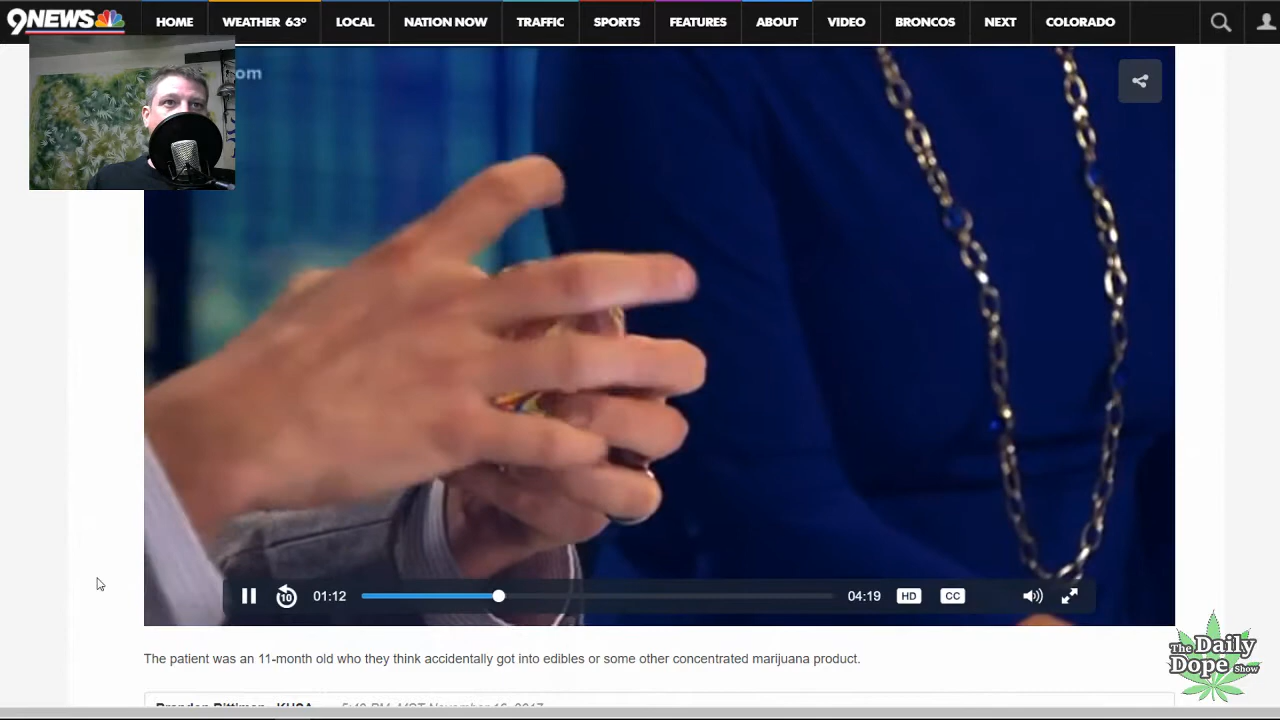 9NEWS HOME WEATHER 63° LOCAL NATION NOW TRAFFIC SPORTS FEATURES ABOUT VIDEO BRONCOS NEXT COLORADO
om
10 01:12 04:19 HD CC
The patient was an 11-month old who they think accidentally got into edibles or some other concentrated marijuana product.
The Daily
Dope Show